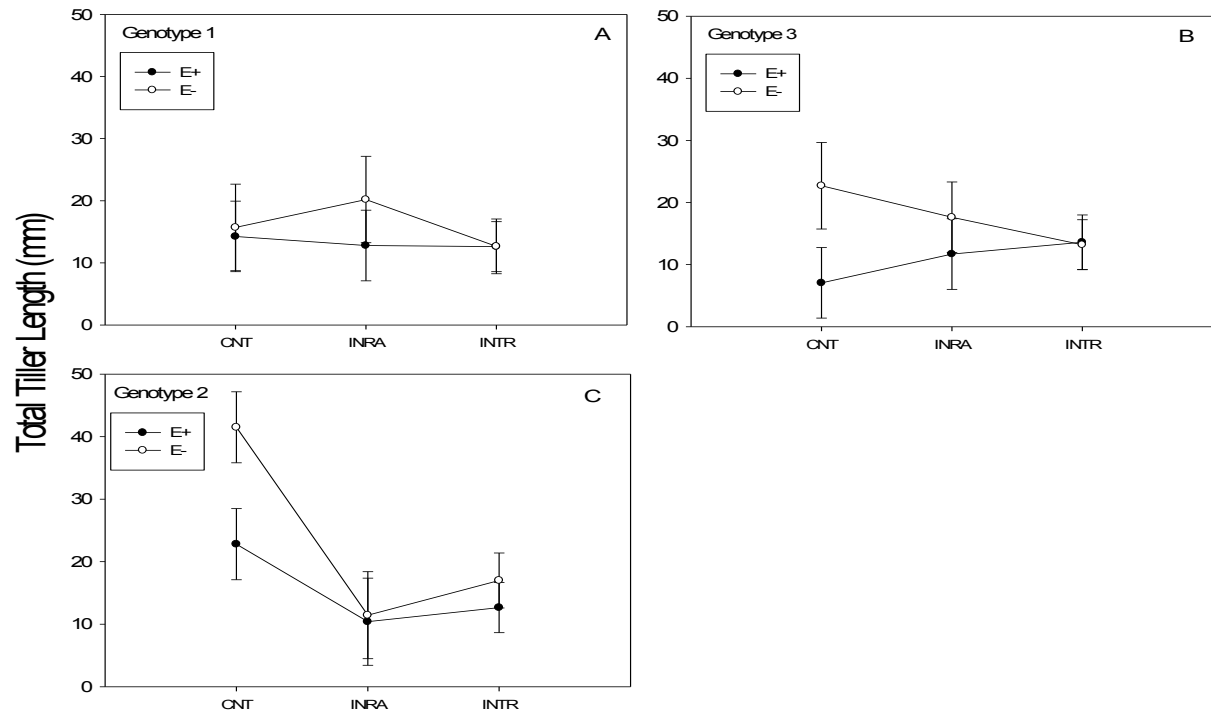 Total Tiller Length (mm)
Genotype 1
A
E+
E-
50
40
30
20
10
0
CNT INRA INTR
Genotype 3
B
E+
E-
50
40
30
20
10
0
CNT INRA INTR
Genotype 2
C
E+
E-
50
40
30
20
10
0
CNT INRA INTR